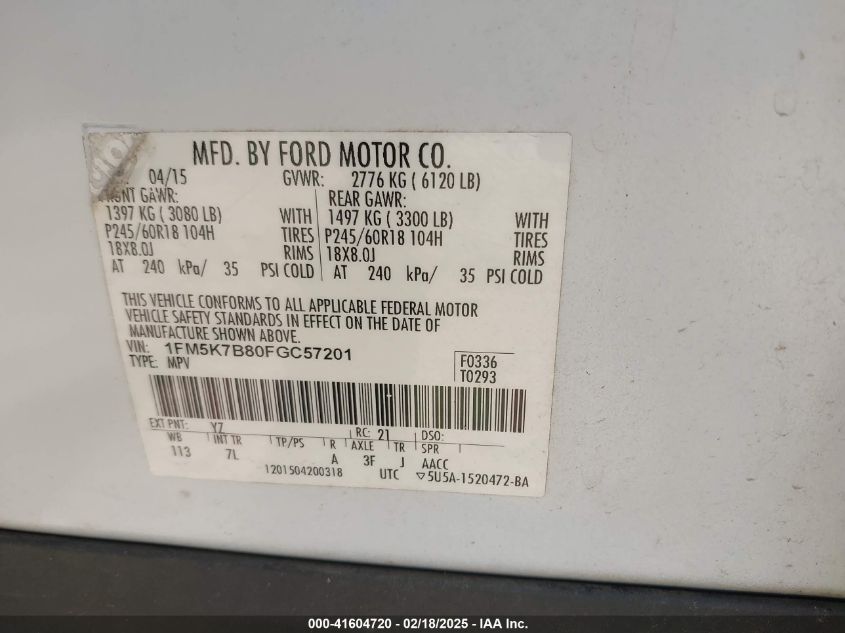 MFD. BY FORD MOTOR CO.
04/15 GVWR: 2776 KG ( 6120 LB)
FRONT GAWR: REAR GAWR:
1397 KG ( 3080 LB) WITH 1497 KG ( 3300 LB) WITH
P245/60R18 104H TIRES P245/60R18 104H TIRES
18X8.0J RIMS 18X8.0J RIMS
AT 240 kPa/ 35 PSI COLD AT 240 kPa/ 35 PSI COLD
THIS VEHICLE CONFORMS TO ALL APPLICABLE FEDERAL MOTOR
VEHICLE SAFETY STANDARDS IN EFFECT ON THE DATE OF
MANUFACTURE SHOWN ABOVE.
VIN: 1FM5K7B80FGC57201
TYPE: MPV
F0336
T0293
EXT PNT: YZ RC: 21 DSO:
WB INT TR TP/PS R AXLE TR SPR
113 7L A 3F J AACC
1201504200318 UTC ▽5U5A-1520472-BA
000-41604720 - 02/18/2025 - IAA Inc.